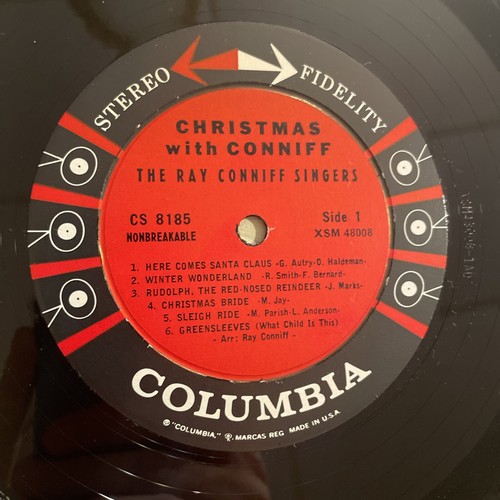 STEREO FIDELITY
CHRISTMAS
with CONNIFF
THE RAY CONNIFF SINGERS
CS 8185
NONBREAKABLE
Side 1
XSM 48008
1. HERE COMES SANTA CLAUS -G. Autry-O. Haldeman-
2. WINTER WONDERLAND -R. Smith-F. Bernard-
3. RUDOLPH, THE RED-NOSED REINDEER -J. Marks-
4. CHRISTMAS BRIDE -M. Jay-
5. SLEIGH RIDE -M. Parish-L. Anderson-
6. GREENSLEEVES (What Child Is This)
- Arr: Ray Conniff -
COLUMBIA
® "COLUMBIA," MARCAS REG MADE IN U.S.A.